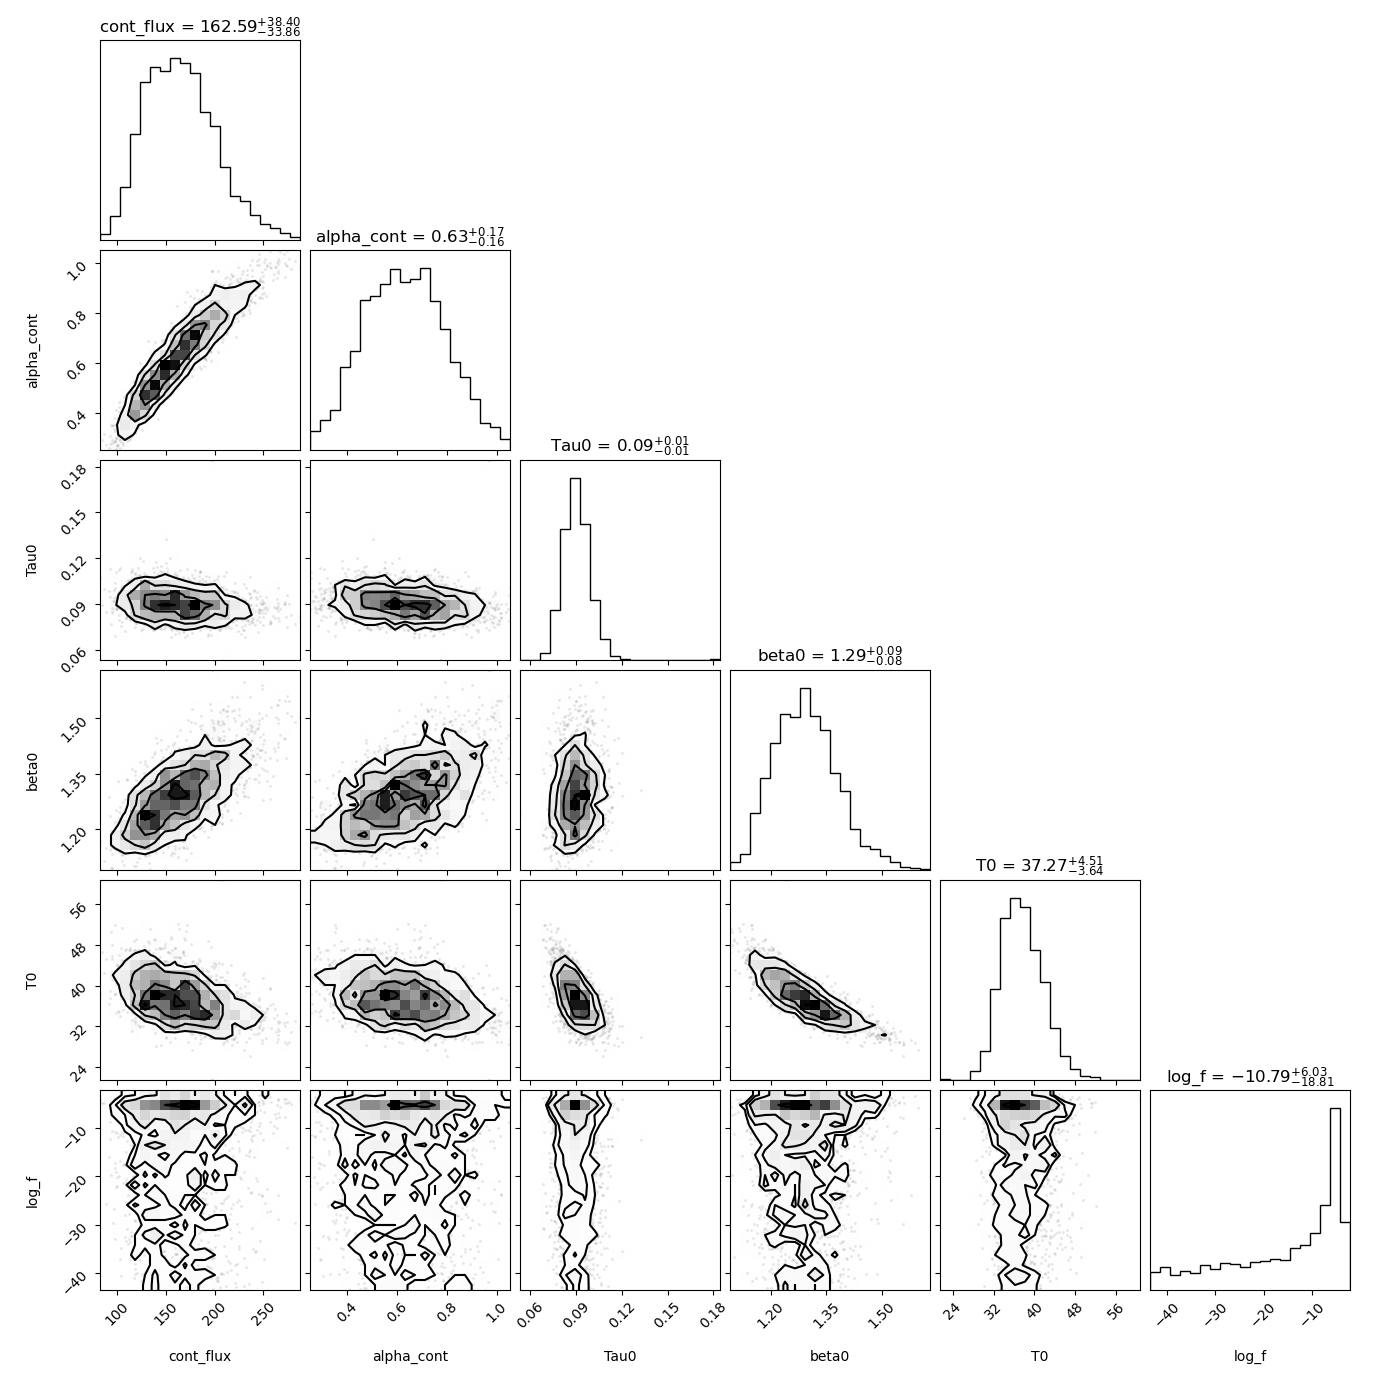 cont_flux = 162.59+38.40−33.86
alpha_cont = 0.63+0.17−0.16
1.0
0.8
0.6
0.4
alpha_cont
Tau0 = 0.09+0.01−0.01
0.18
0.15
0.12
0.09
0.06
Tau0
beta0 = 1.29+0.09−0.08
1.50
1.35
1.20
beta0
T0 = 37.27+4.51−3.64
56
48
40
32
24
T0
log_f = −10.79+6.03−18.81
−10
−20
−30
−40
log_f
100 150 200 250 0.4 0.6 0.8 1.0 0.06 0.09 0.12 0.15 0.18 1.20 1.35 1.50 24 32 40 48 56 −40 −30 −20 −10
cont_flux alpha_cont Tau0 beta0 T0 log_f